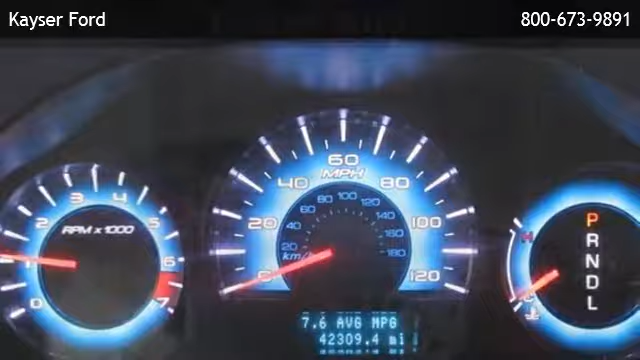 Kayser Ford
800-673-9891
0
1
2
3
4
5
6
7
RPM x 1000
0
20
40
60
80
100
120
MPH
20
40
60
80
100
120
140
160
180
km/h
7.6 AVG MPG
42309.4 mi
H
C
P
R
N
D
L